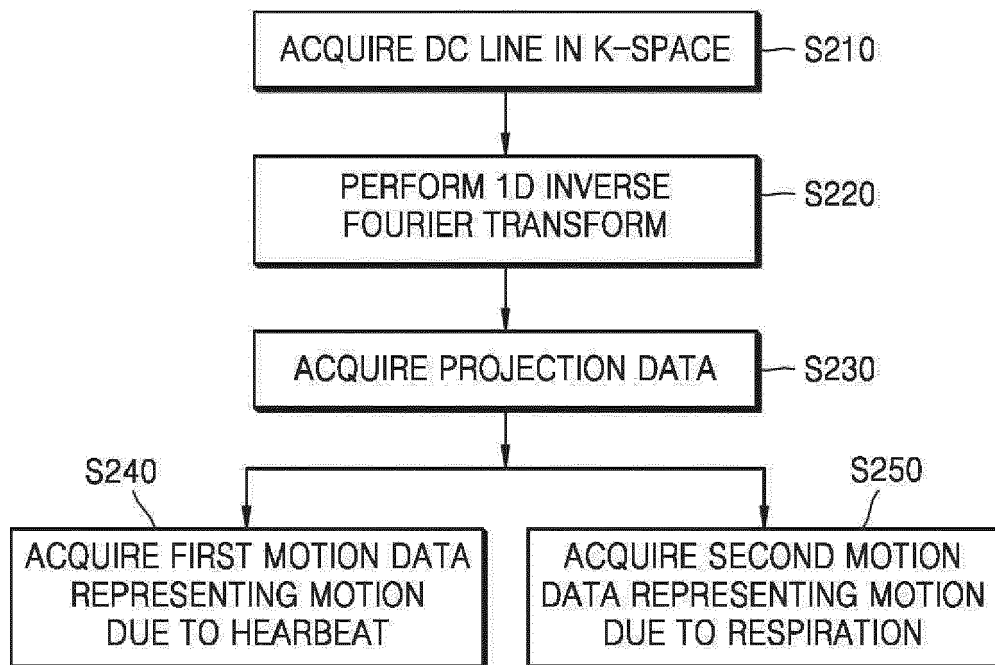 ACQUIRE DC LINE IN K-SPACE
S210
PERFORM 1D INVERSE
FOURIER TRANSFORM
S220
ACQUIRE PROJECTION DATA
S230
S240
ACQUIRE FIRST MOTION DATA
REPRESENTING MOTION
DUE TO HEARBEAT
S250
ACQUIRE SECOND MOTION
DATA REPRESENTING MOTION
DUE TO RESPIRATION